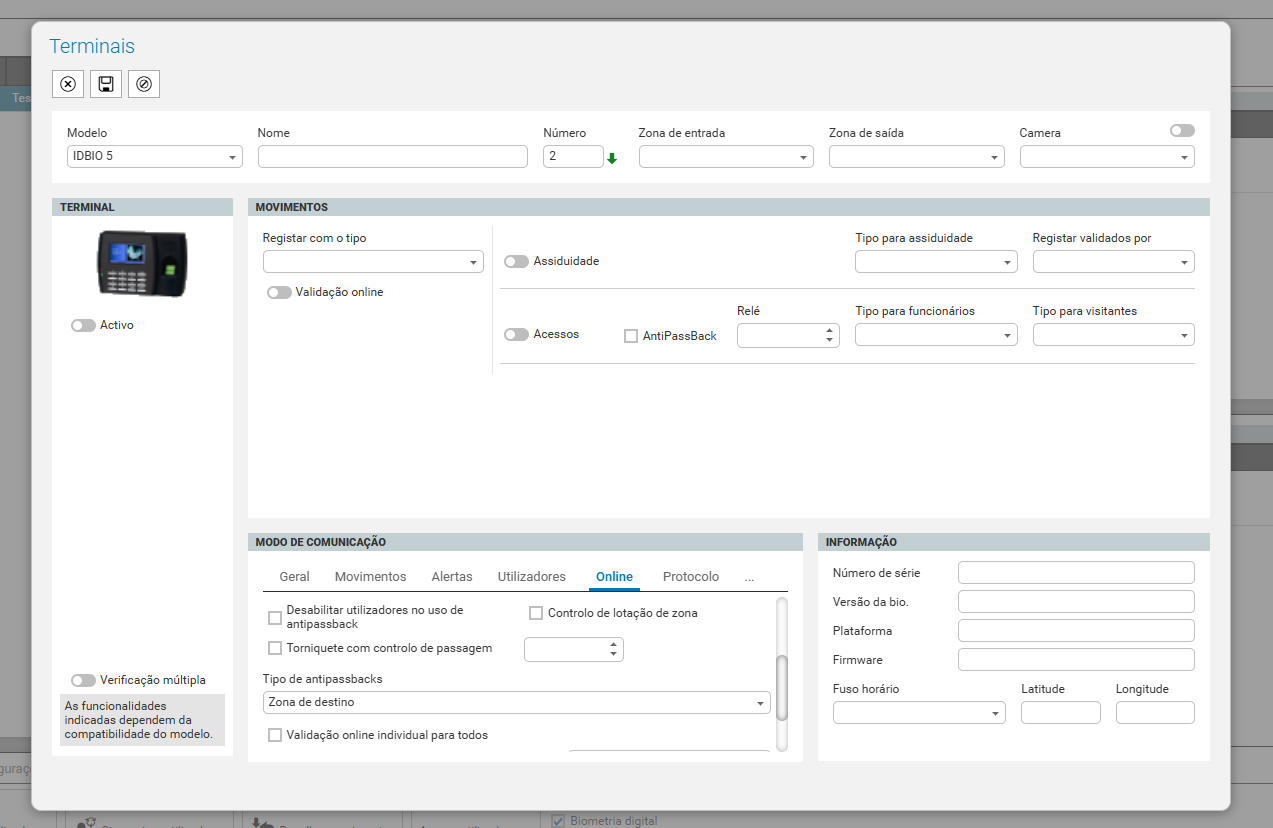 Terminais
Modelo
Nome
Número
Zona de entrada
Zona de saída
Camera
IDBIO 5
2
TERMINAL
Activo
Verificação múltipla
As funcionalidades
indicadas dependem da
compatibilidade do modelo.
MOVIMENTOS
Registar com o tipo
Validação online
Assiduidade
Tipo para assiduidade
Registar validados por
Acessos
AntiPassBack
Relé
Tipo para funcionários
Tipo para visitantes
MODO DE COMUNICAÇÃO
Geral
Movimentos
Alertas
Utilizadores
Online
Protocolo
...
Desabilitar utilizadores no uso de
antipassback
Controlo de lotação de zona
Torniquete com controlo de passagem
Tipo de antipassbacks
Zona de destino
Validação online individual para todos
INFORMAÇÃO
Número de série
Versão da bio.
Plataforma
Firmware
Fuso horário
Latitude
Longitude
Biometria digital